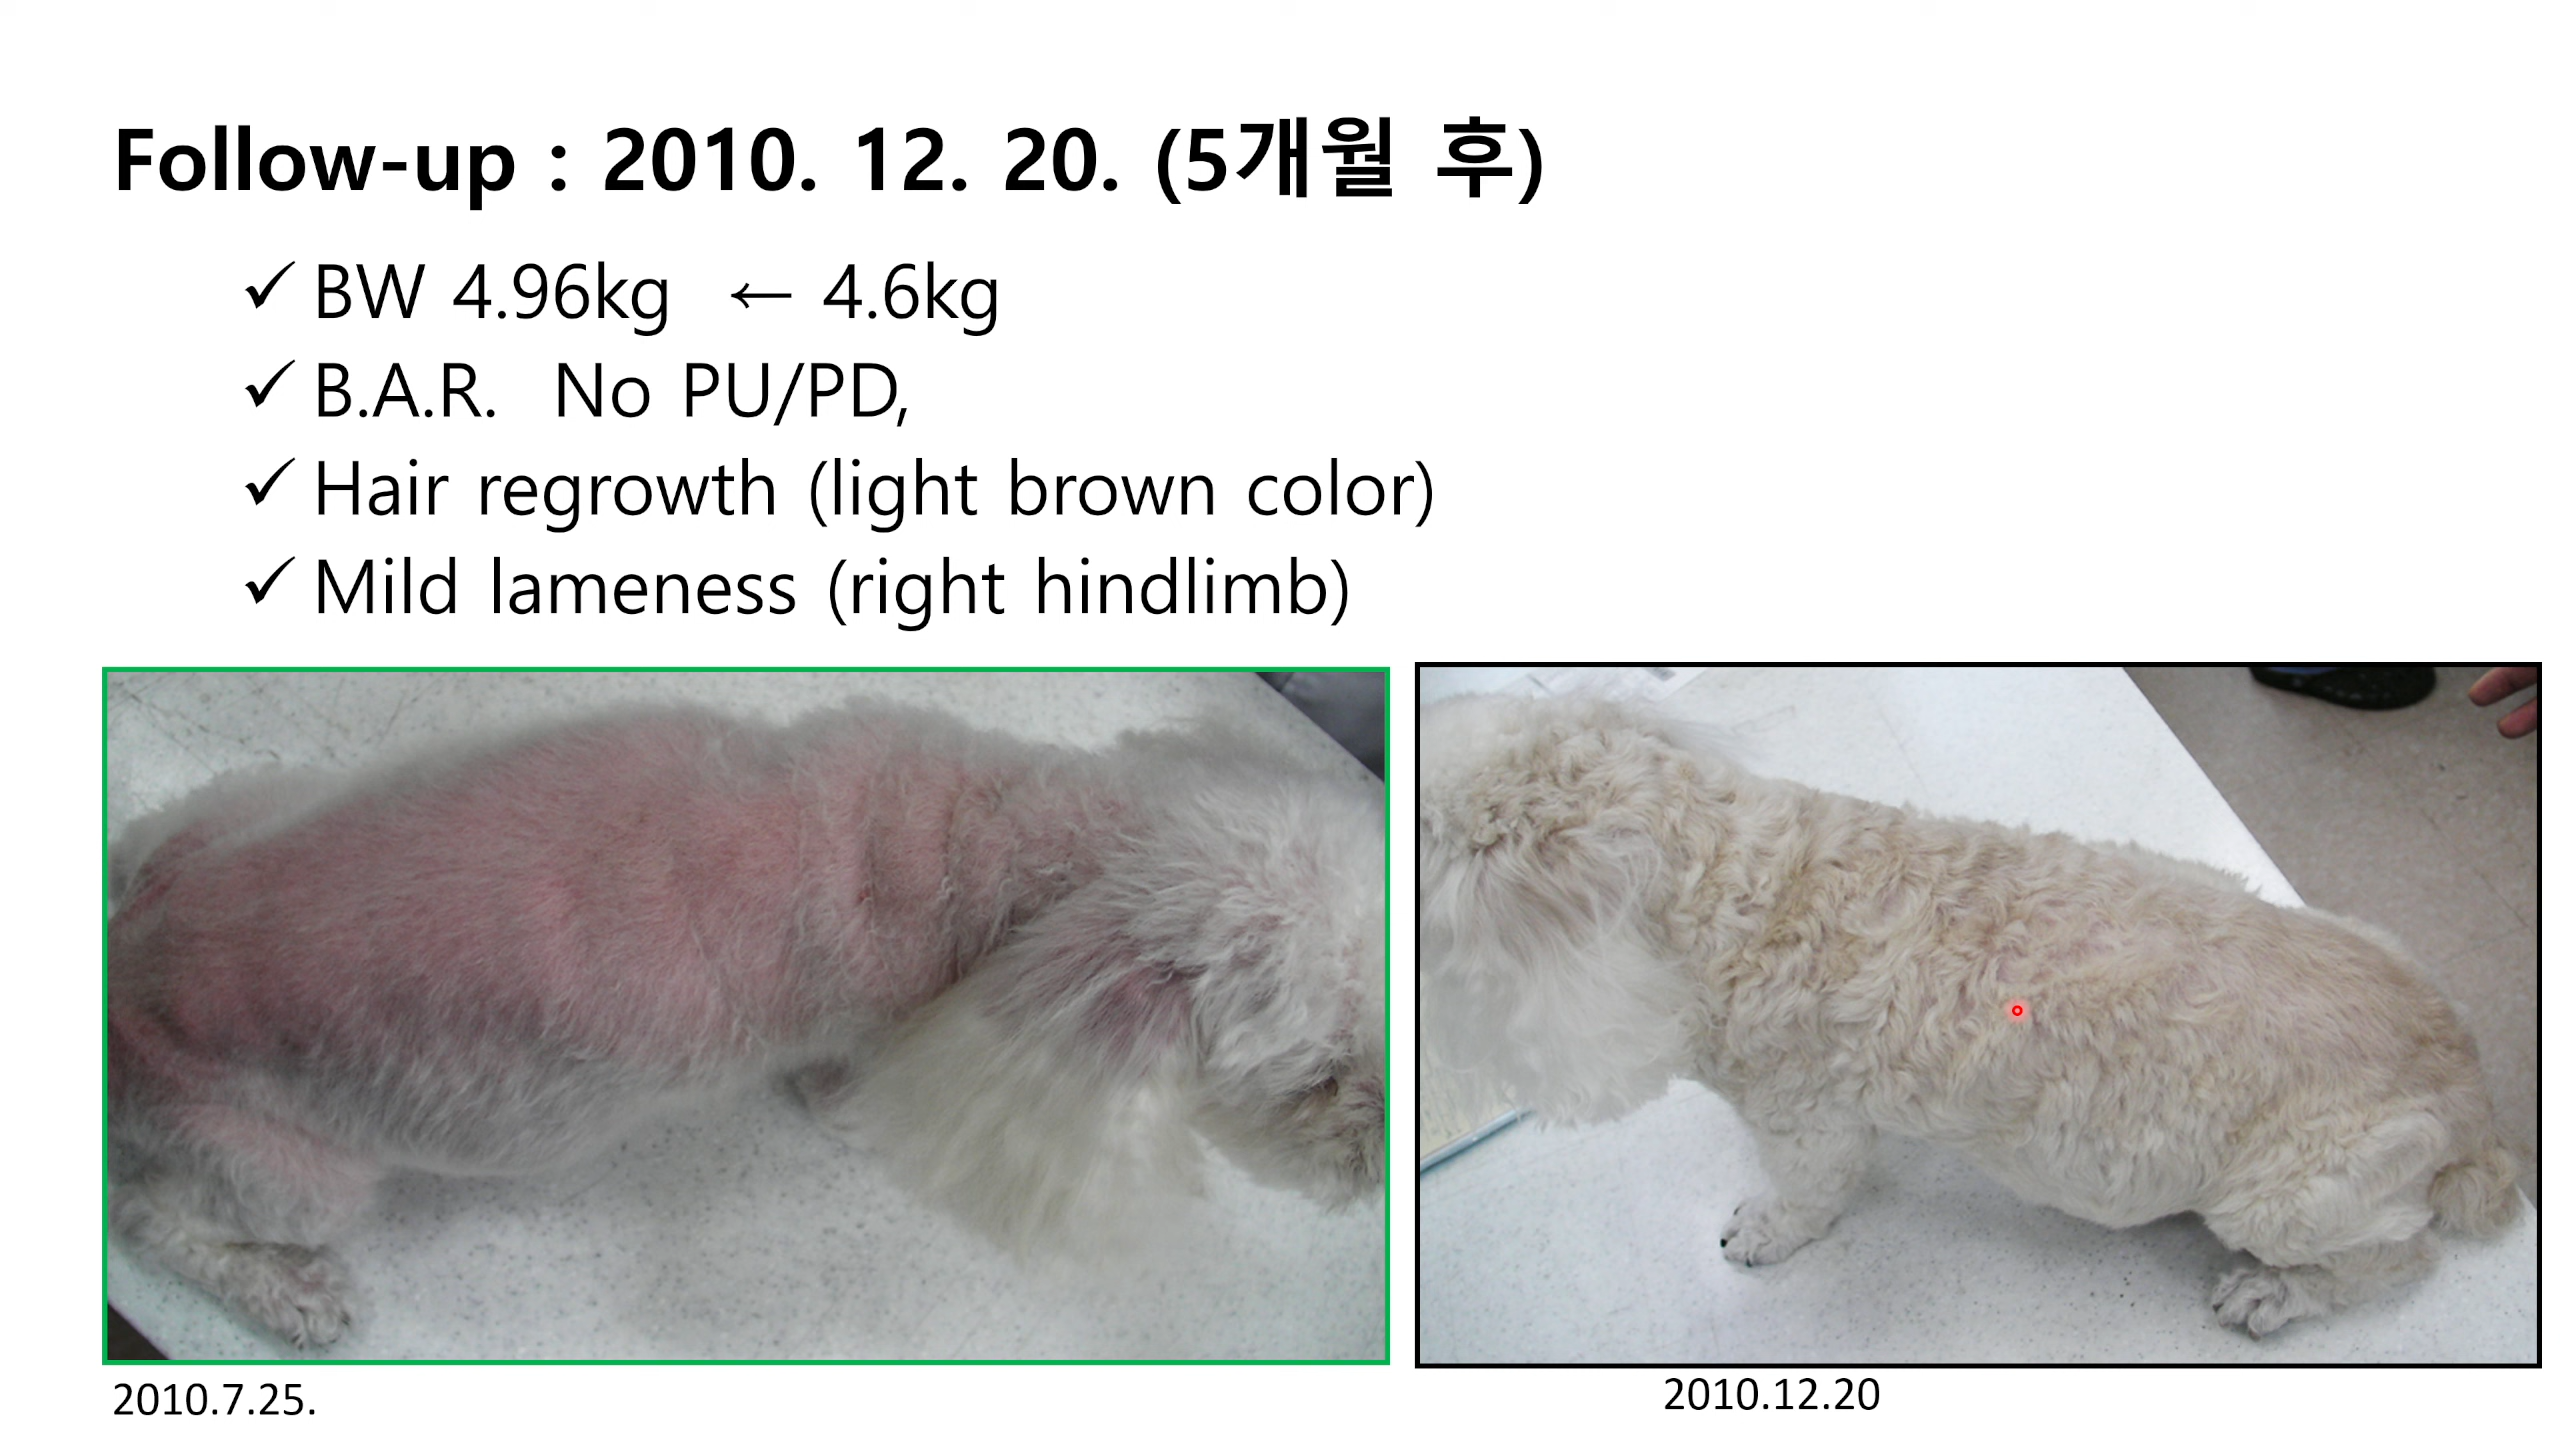 Follow-up : 2010. 12. 20. (5개월 후)
✓ BW 4.96kg ← 4.6kg
✓ B.A.R. No PU/PD,
✓ Hair regrowth (light brown color)
✓ Mild lameness (right hindlimb)
2010.7.25.
2010.12.20